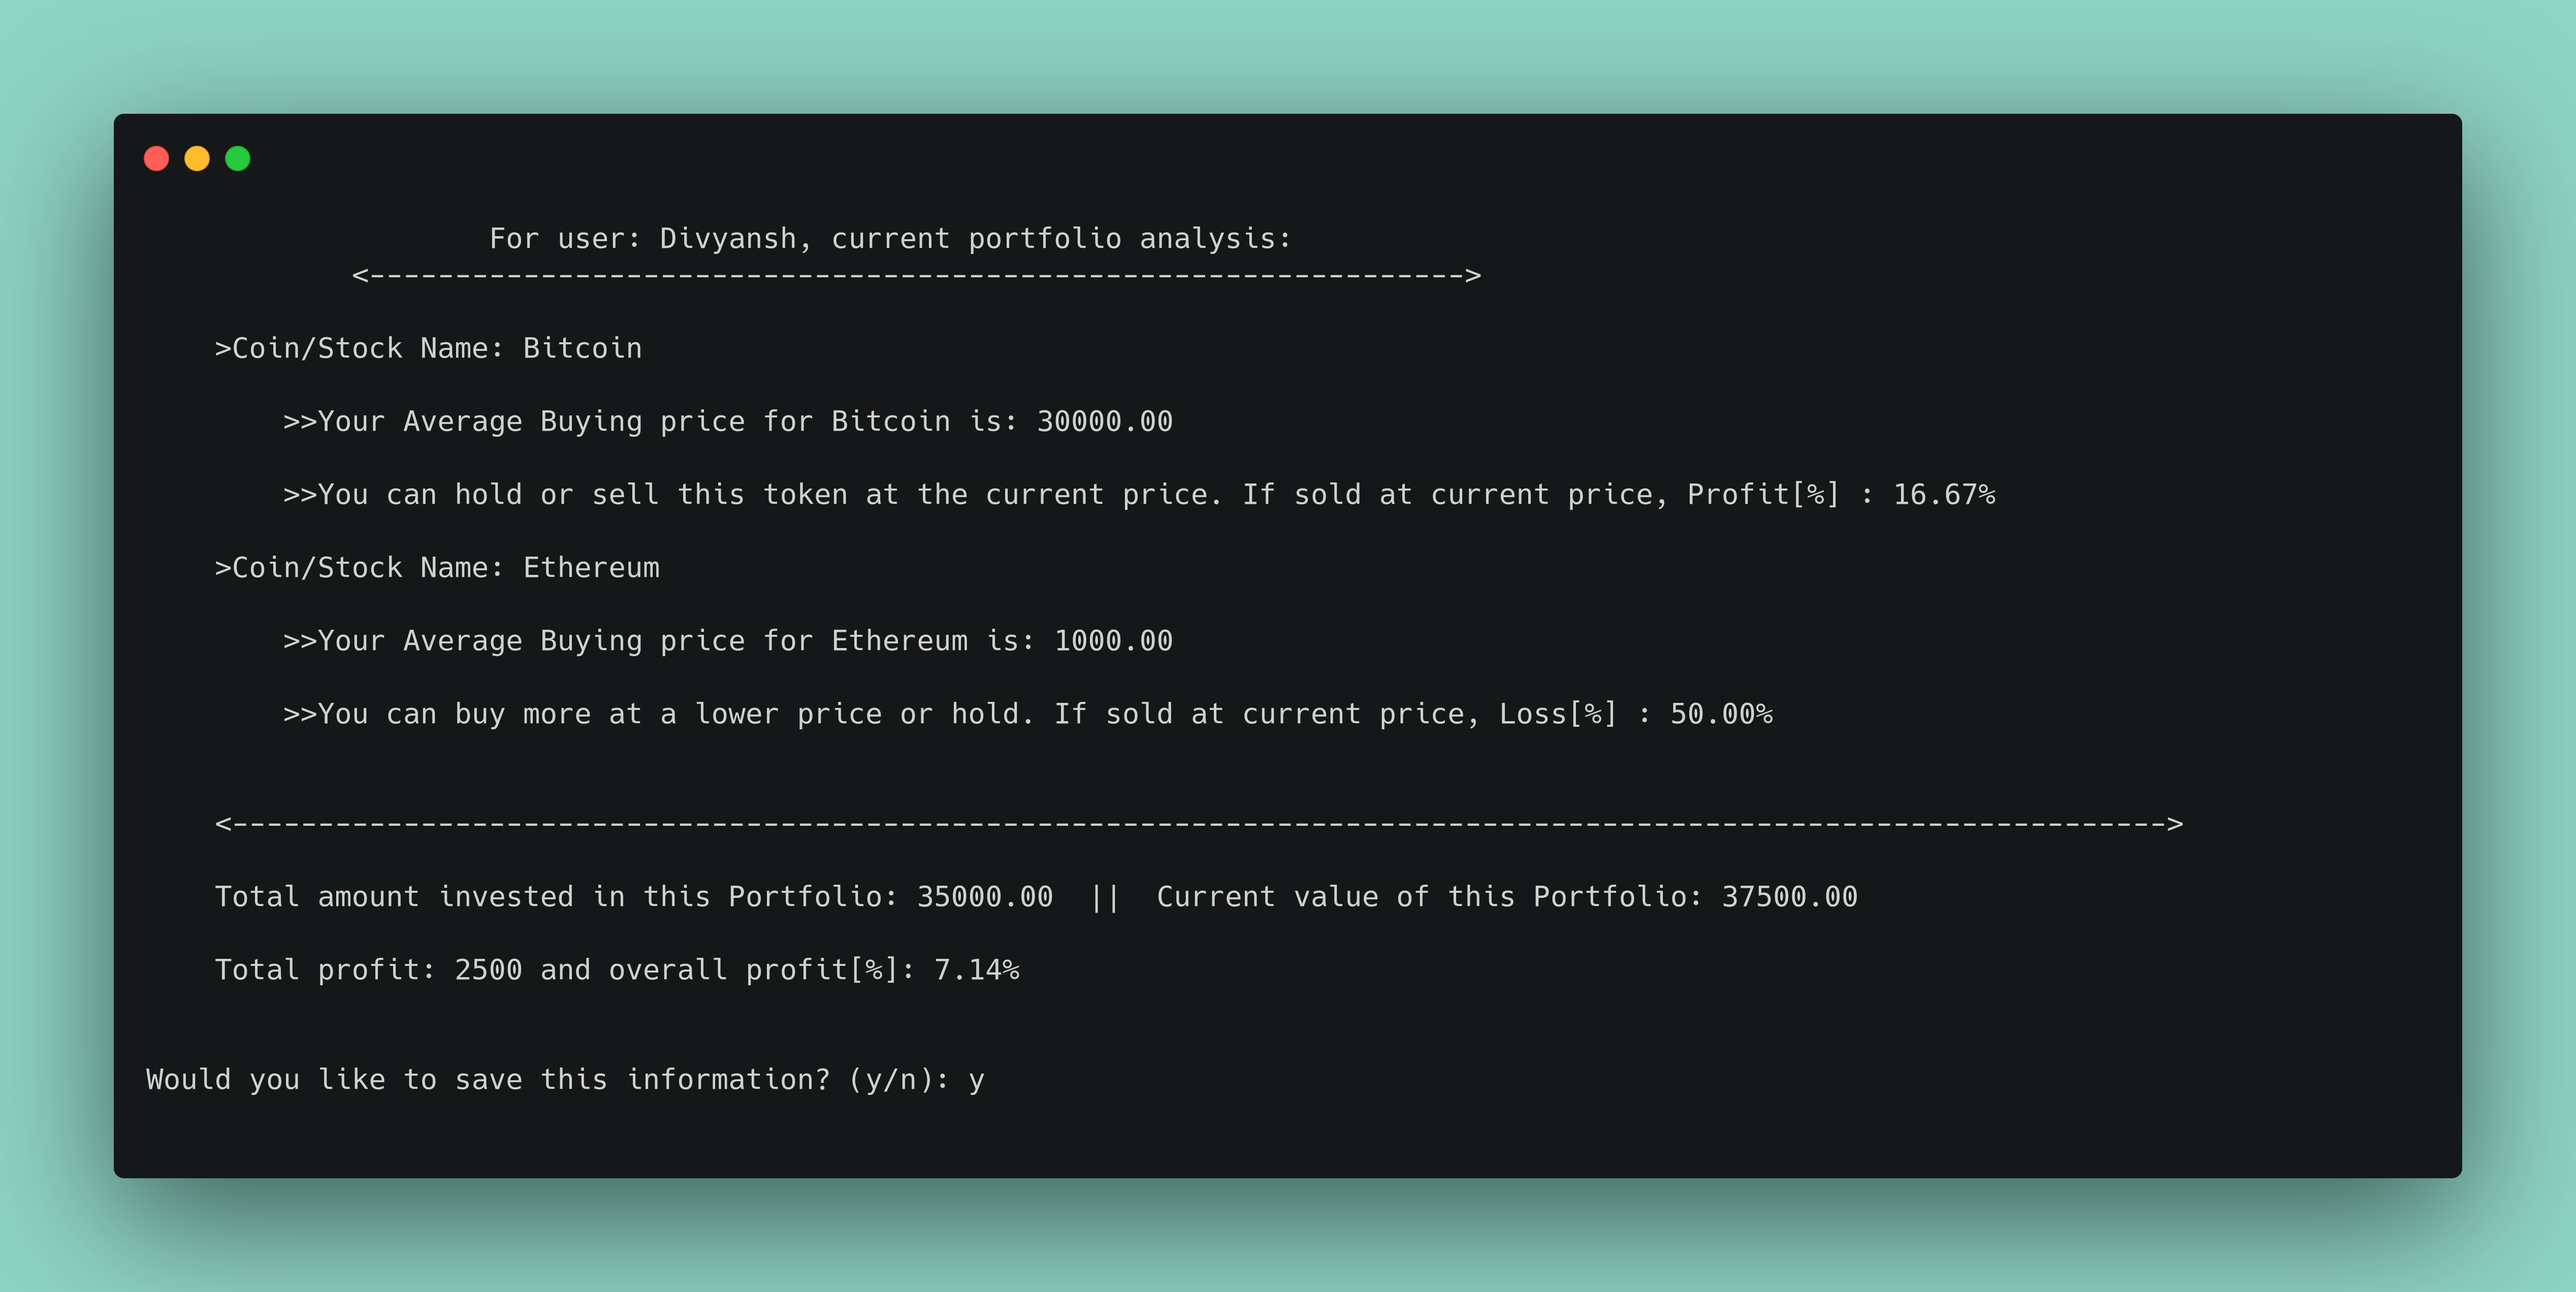 For user: Divyansh, current portfolio analysis:
<---------------------------------------------------------------->
>Coin/Stock Name: Bitcoin
>>Your Average Buying price for Bitcoin is: 30000.00
>>You can hold or sell this token at the current price. If sold at current price, Profit[%] : 16.67%
>Coin/Stock Name: Ethereum
>>Your Average Buying price for Ethereum is: 1000.00
>>You can buy more at a lower price or hold. If sold at current price, Loss[%] : 50.00%
<----------------------------------------------------------------------------------------------------------------->
Total amount invested in this Portfolio: 35000.00  ||  Current value of this Portfolio: 37500.00
Total profit: 2500 and overall profit[%]: 7.14%
Would you like to save this information? (y/n): y